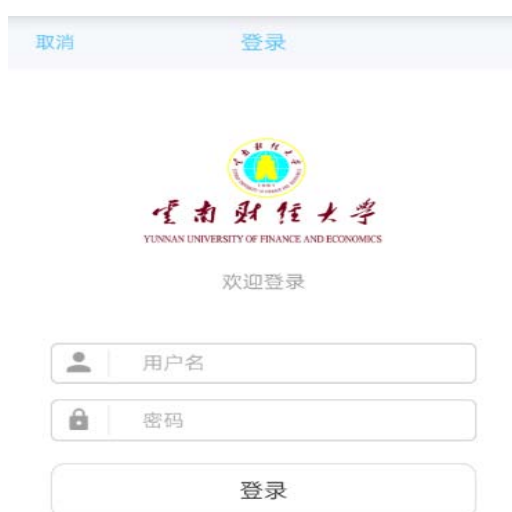 取消 登录
云南财经大学
YUNNAN UNIVERSITY OF FINANCE AND ECONOMICS
欢迎登录
用户名
密码
登录